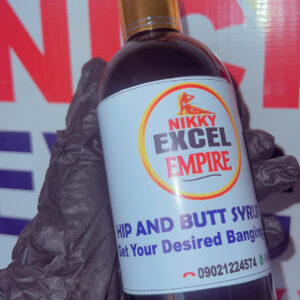 NIKKY
EXCEL
EMPIRE
HIP AND BUTT SYRU
Get Your Desired Banging
09021224574